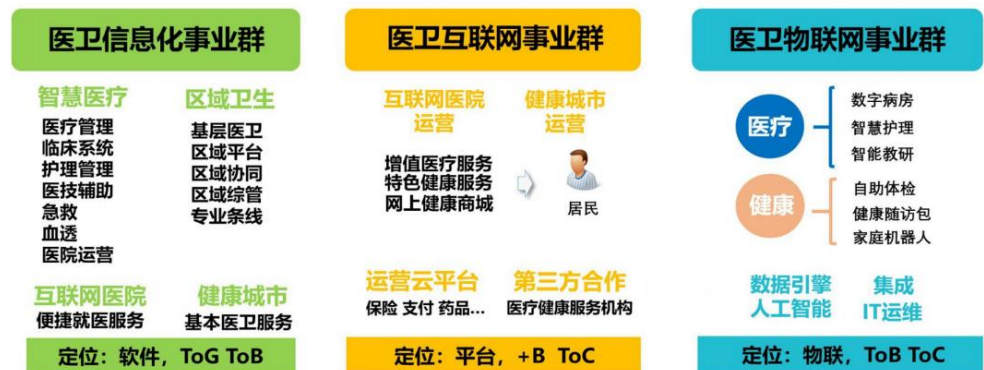 医卫信息化事业群
智慧医疗
医疗管理
临床系统
护理管理
医技辅助
急救
血透
医院运营
区域卫生
基层医卫
区域平台
区域协同
区域综管
专业条线
互联网医院
便捷就医服务
健康城市
基本医卫服务
定位：软件，ToG ToB
医卫互联网事业群
互联网医院
运营
健康城市
运营
增值医疗服务
特色健康服务
网上健康商城
居民
运营云平台
保险 支付 药品...
第三方合作
医疗健康服务机构
定位：平台，+B ToC
医卫物联网事业群
医疗
数字病房
智慧护理
智能教研
健康
自助体检
健康随访包
家庭机器人
数据引擎
人工智能
集成
IT运维
定位：物联，ToB ToC